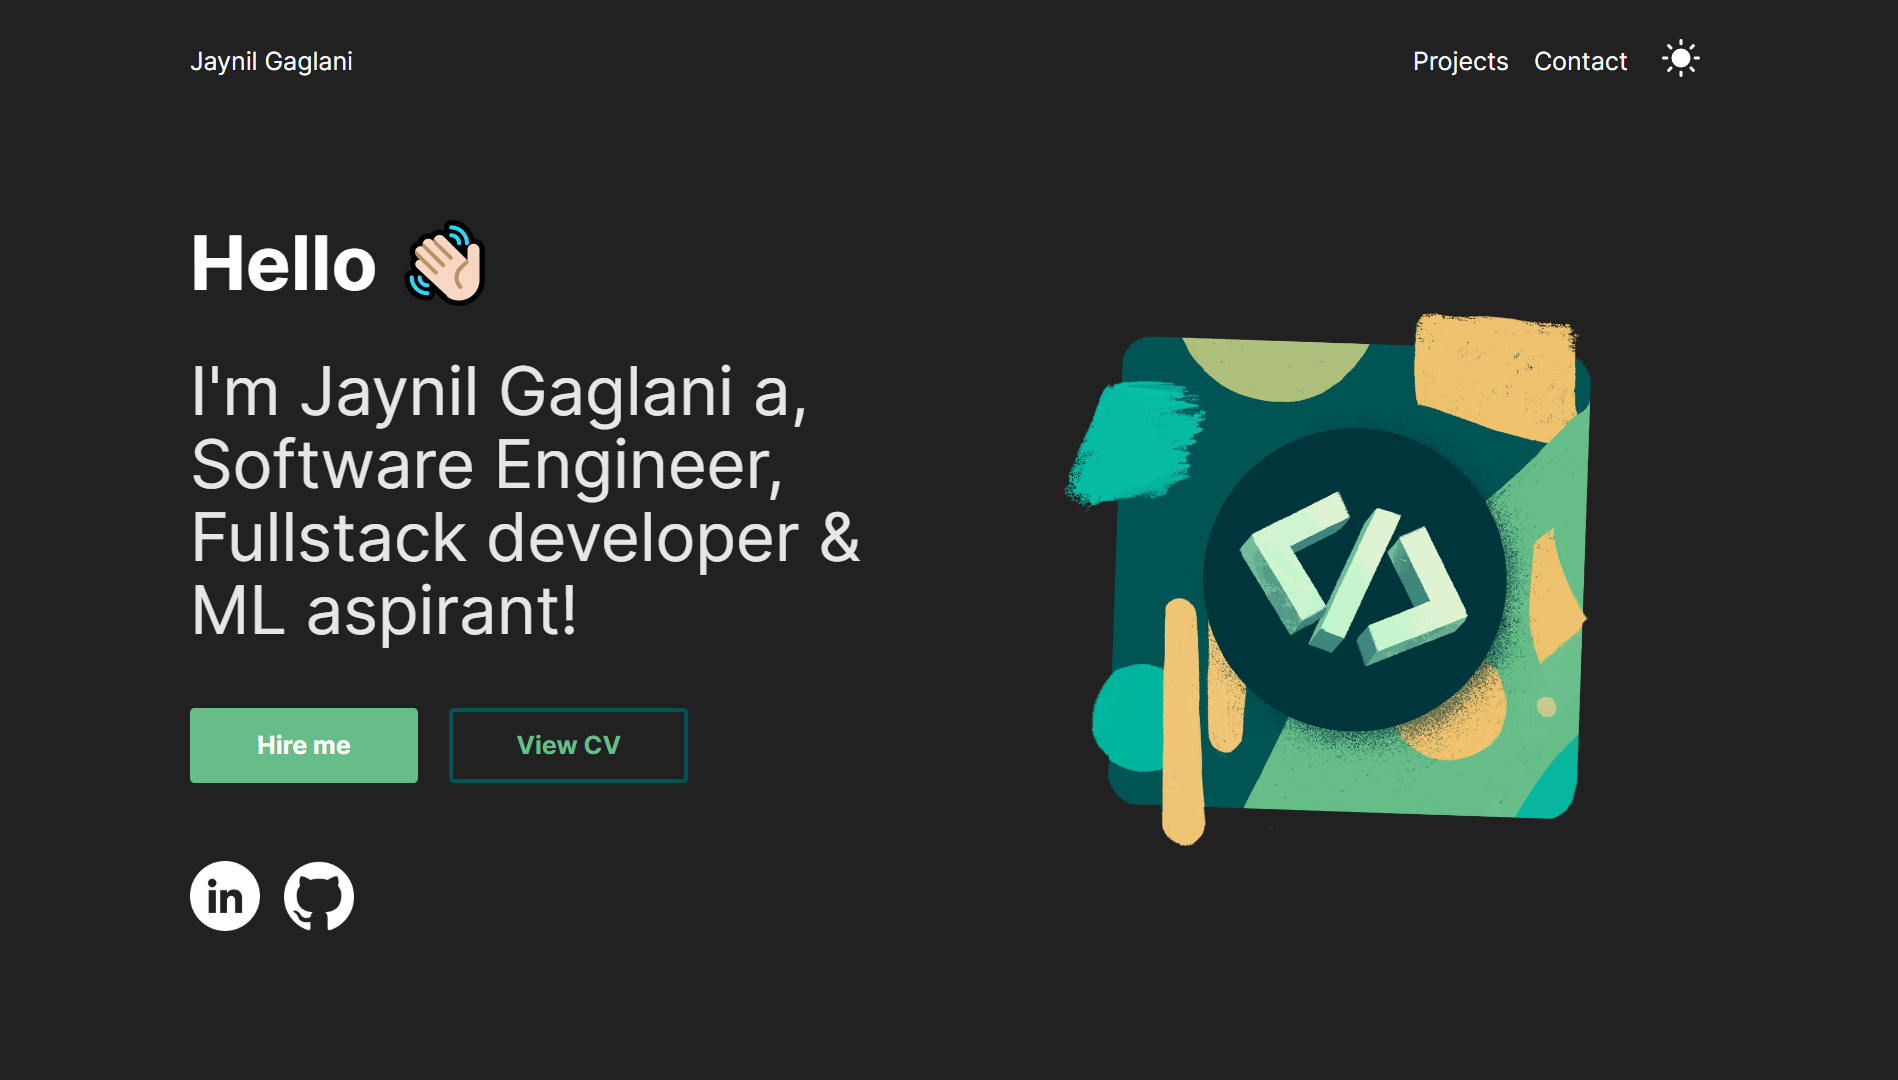 Jaynil Gaglani
Projects Contact
Hello
I'm Jaynil Gaglani a,
Software Engineer,
Fullstack developer &
ML aspirant!
Hire me
View CV
in